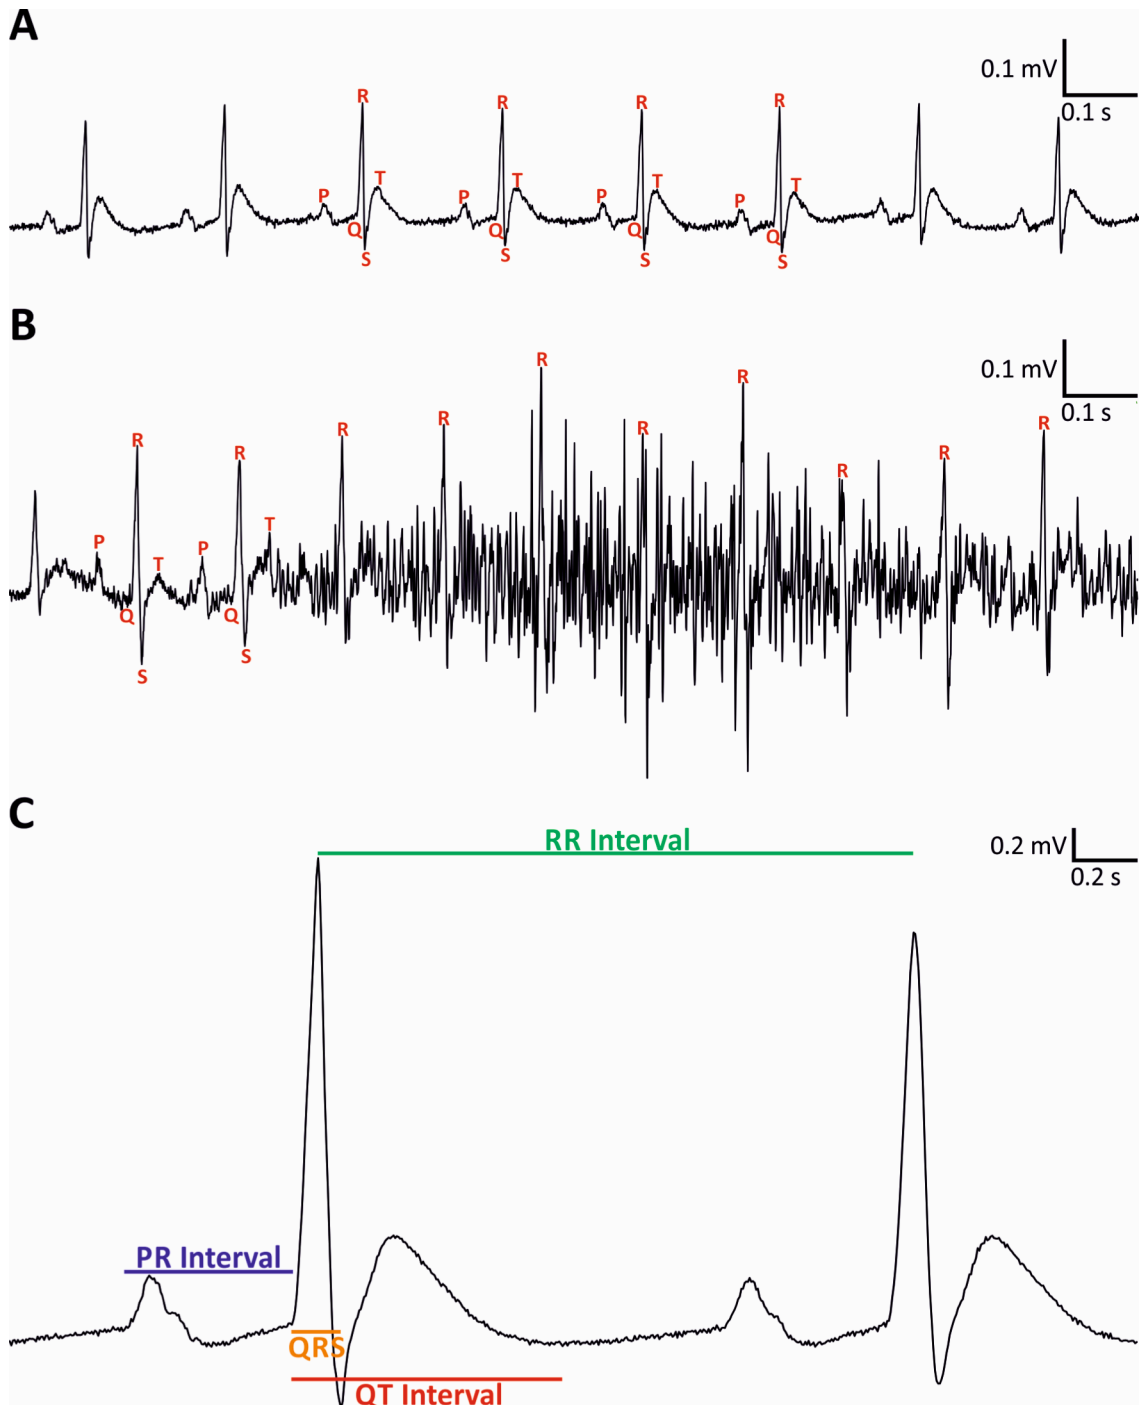 A
0.1 mV
0.1 s
R R R R
P T P T P T P T
Q Q Q Q
S S S S
B
0.1 mV
0.1 s
R R R R R R R R R R
P T P T
Q Q
S S
C
RR Interval
0.2 mV
0.2 s
PR Interval
QRS
QT Interval